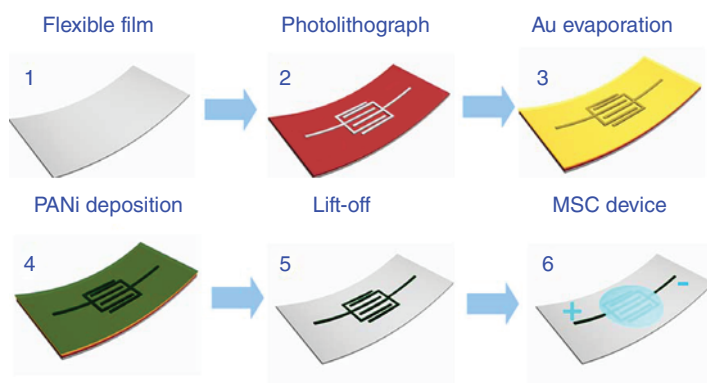 Flexible film
Photolithograph
Au evaporation
1
2
3
PANi deposition
Lift-off
MSC device
4
5
6
+
-